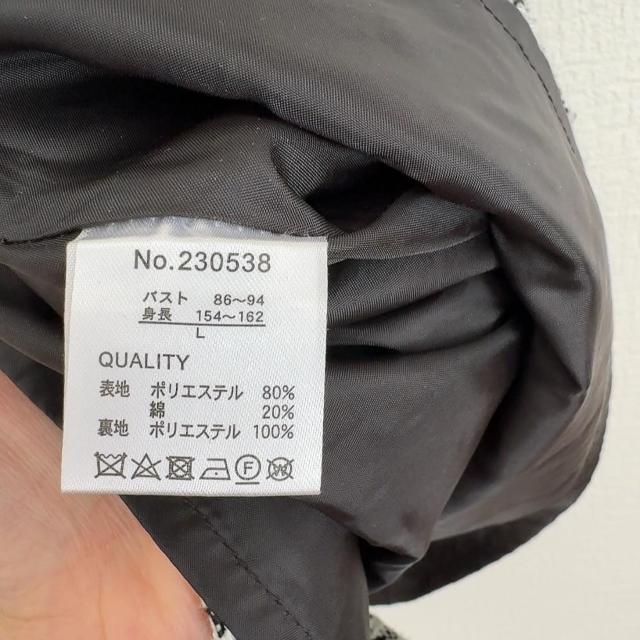 No.230538
バスト 86〜94
身長 154〜162
L
QUALITY
表地 ポリエステル 80%
綿 20%
裏地 ポリエステル 100%
F W